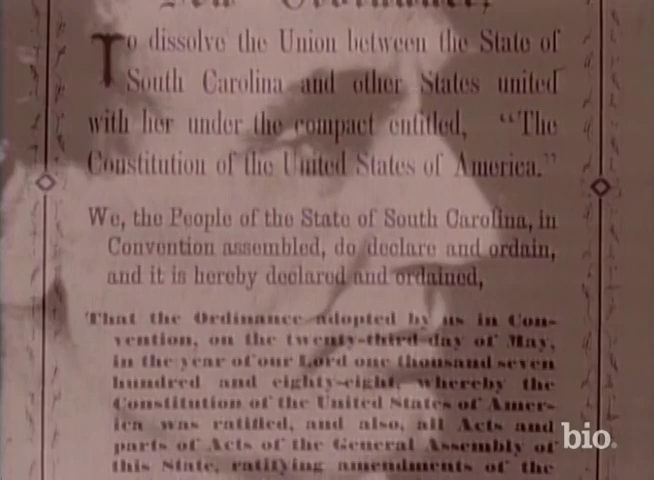 To dissolve the Union between the State of
South Carolina and other States united
with her under the compact entitled, "The
Constitution of the United States of America."
We, the People of the State of South Carolina, in
Convention assembled, do declare and ordain,
and it is hereby declared and ordained,
That the Ordinance adopted by us in Con-
vention, on the twenty-third day of May,
in the year of our Lord one thousand seven
hundred and eighty-eight, whereby the
Constitution of the United States of Amer-
ica was ratified, and also, all Acts and
parts of Acts of the General Assembly of
this State, ratifying amendments of the
bio.